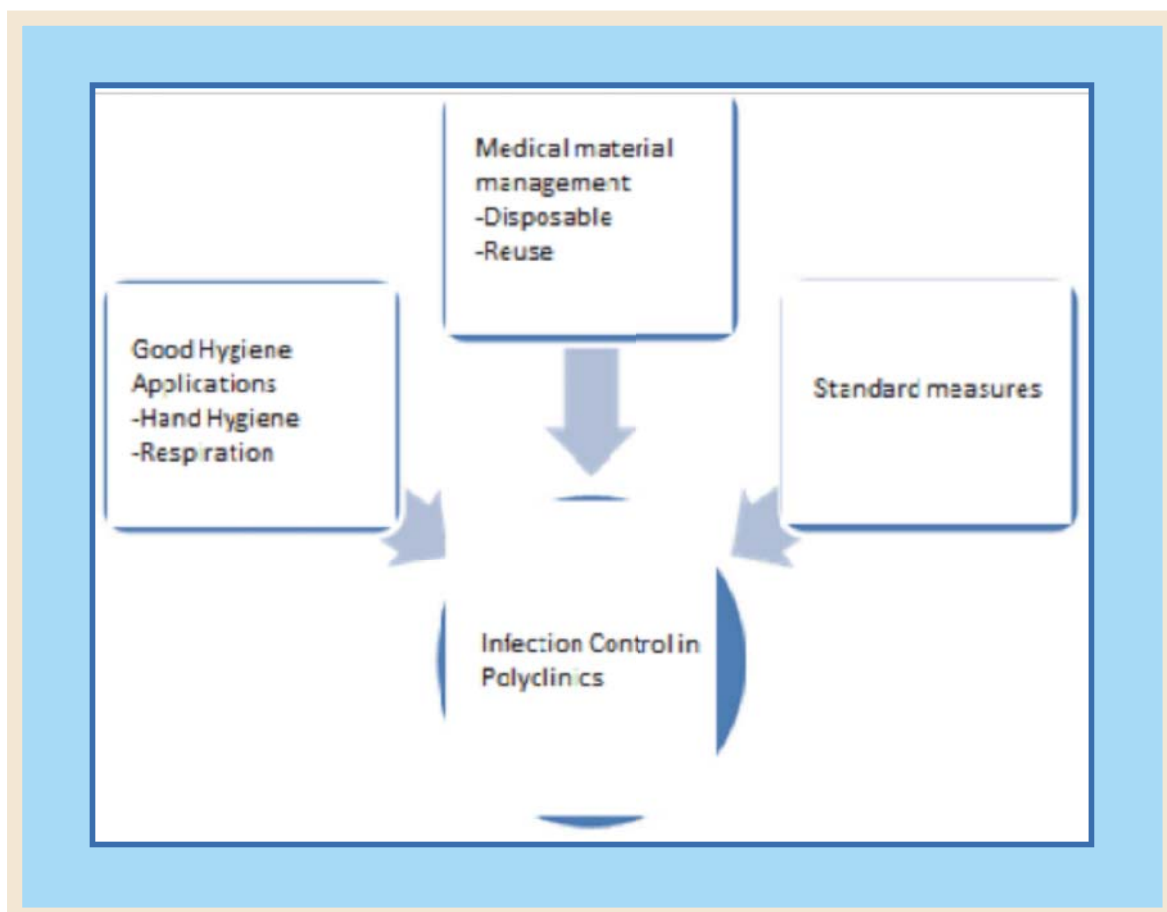 Medical material
management
-Disposable
-Reuse
Good Hygiene
Applications
-Hand Hygiene
-Respiration
Standard measures
Infection Control in
Polyclinics